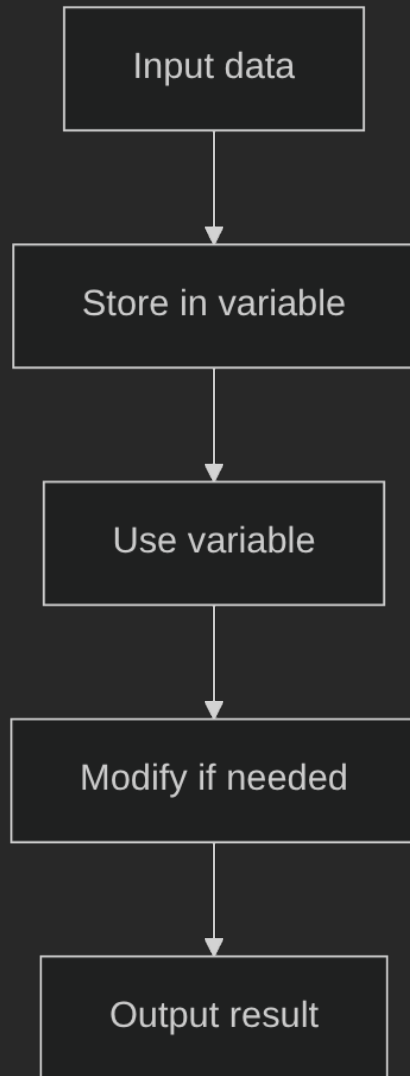 Input data
Store in variable
Use variable
Modify if needed
Output result